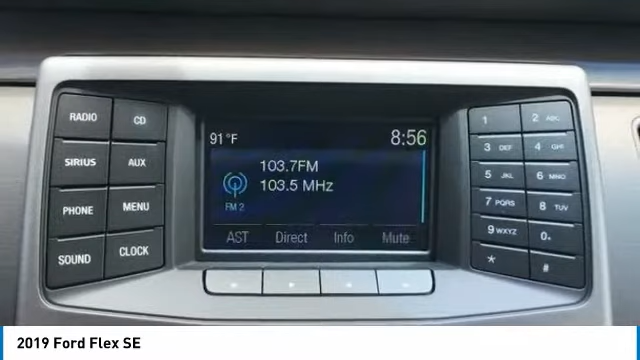 RADIO
CD
SIRIUS
AUX
PHONE
MENU
SOUND
CLOCK
91°F
8:56
103.7FM
103.5 MHz
FM 2
AST Direct Info Mute
1
2 ABC
3 DEF
4 GHI
5 JKL
6 MNO
7 PQRS
8 TUV
9 WXYZ
0
*
#
2019 Ford Flex SE